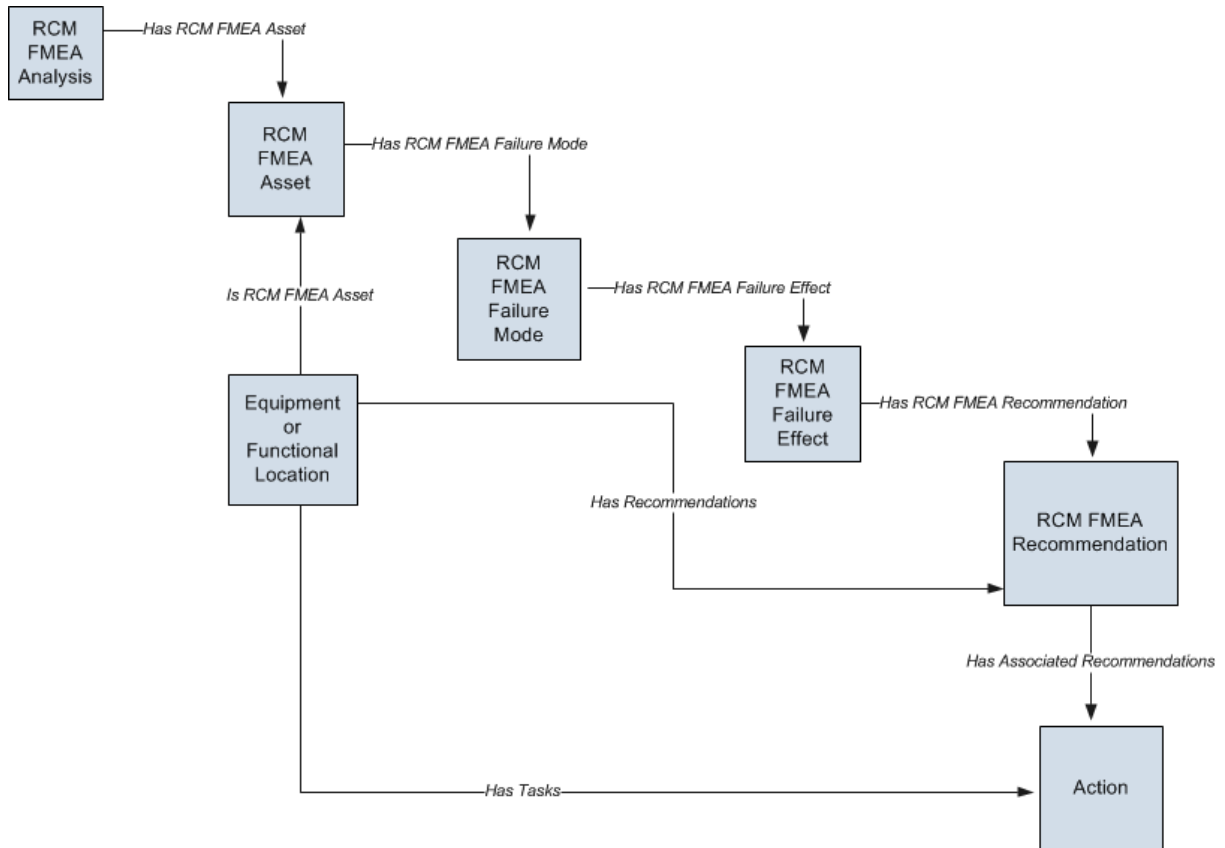 RCM
FMEA
Analysis
Has RCM FMEA Asset
RCM
FMEA
Asset
Has RCM FMEA Failure Mode
RCM
FMEA
Failure
Mode
Is RCM FMEA Asset
Has RCM FMEA Failure Effect
RCM
FMEA
Failure
Effect
Equipment
or
Functional
Location
Has RCM FMEA Recommendation
Has Recommendations
RCM FMEA
Recommendation
Has Associated Recommendations
Has Tasks
Action